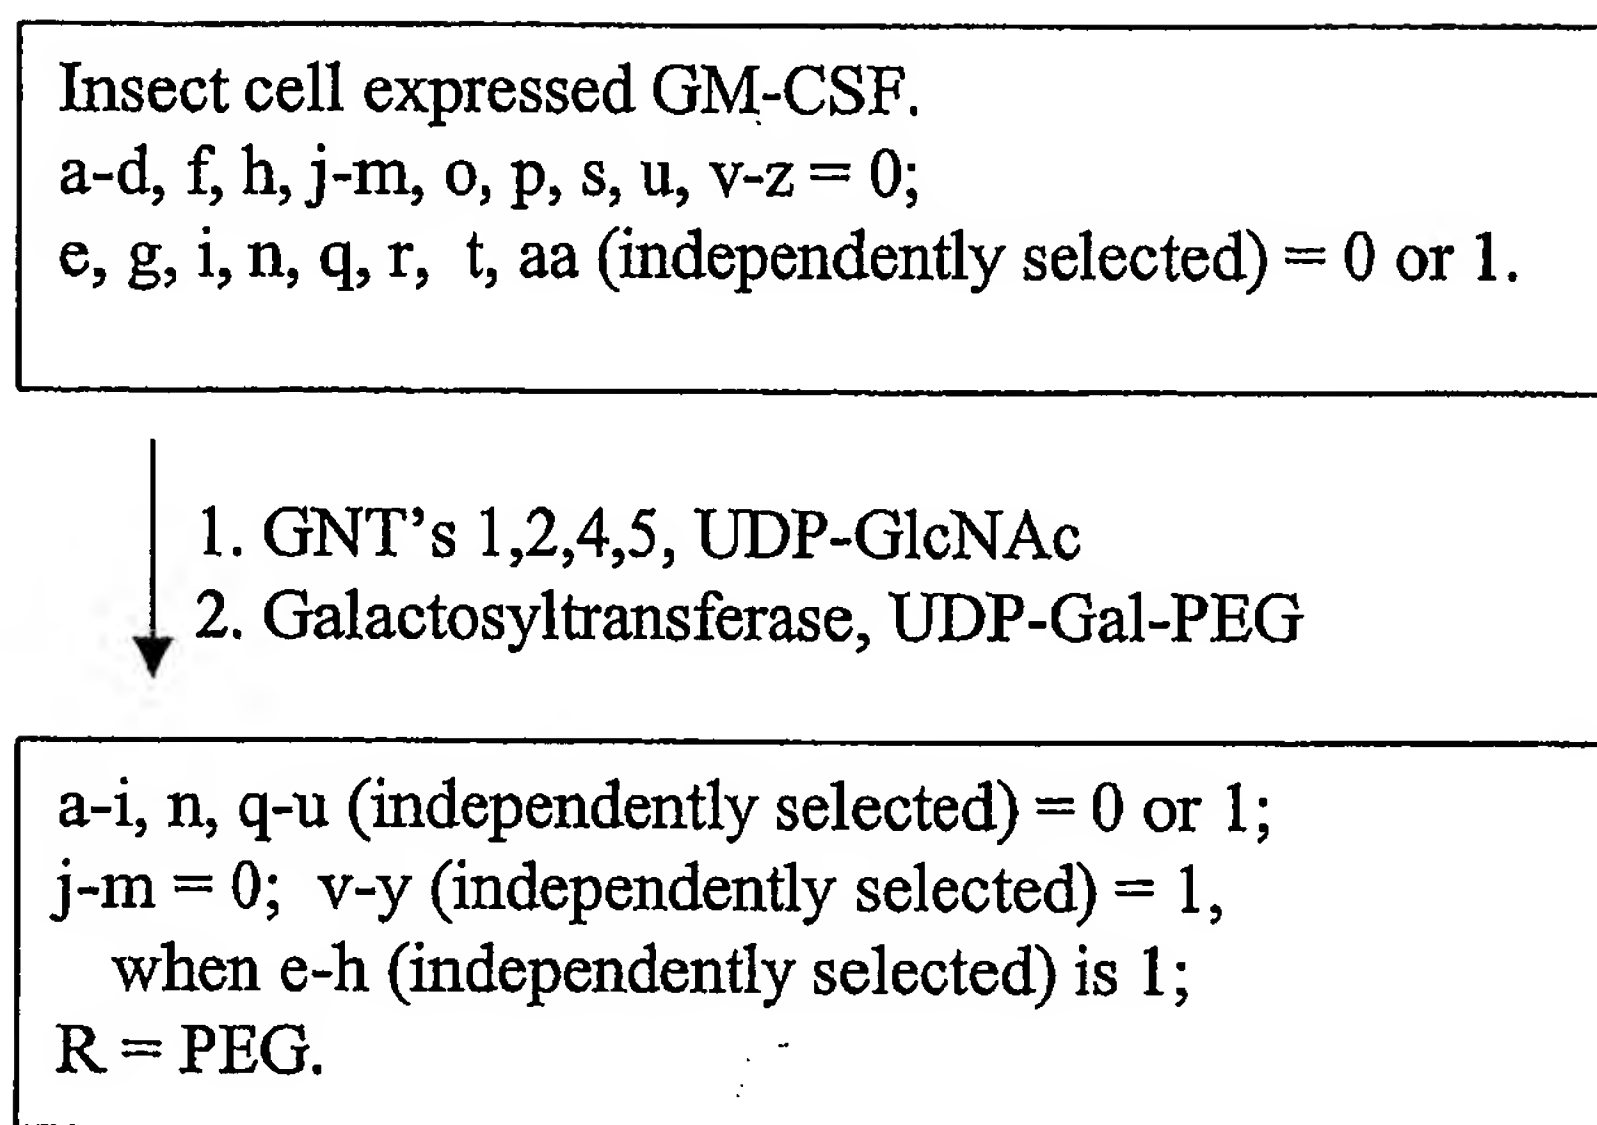 Insect cell expressed GM-CSF.
a-d, f, h, j-m, o, p, s, u, v-z = 0;
e, g, i, n, q, r, t, aa (independently selected) = 0 or 1.
1. GNT's 1,2,4,5, UDP-GlcNAc
2. Galactosyltransferase, UDP-Gal-PEG
a-i, n, q-u (independently selected) = 0 or 1;
j-m = 0; v-y (independently selected) = 1,
when e-h (independently selected) is 1;
R = PEG.